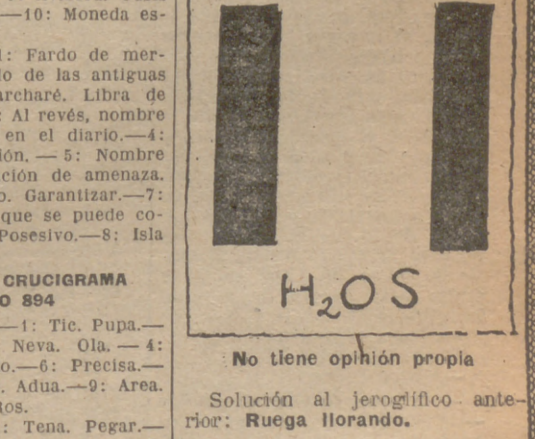 —10: Moneda es-
1: Fardo de mer-
lo de las antiguas
archaré. Libra de
: Al revés, nombre
en el diario.—4:
ión. — 5: Nombre
ción de amenaza.
o. Garantizar.—7:
que se puede co-
Posesivo.—8: Isla
CRUCIGRAMA
O 894
—1: Tic. Pupa.—
Neva. Ola. — 4:
o.—6: Precisa.—
. Adua.—9: Area.
tos.
: Tena. Pegar.—
H₂OS
No tiene opinión propia
Solución al jeroglífico ante-
rior: Ruega llorando.